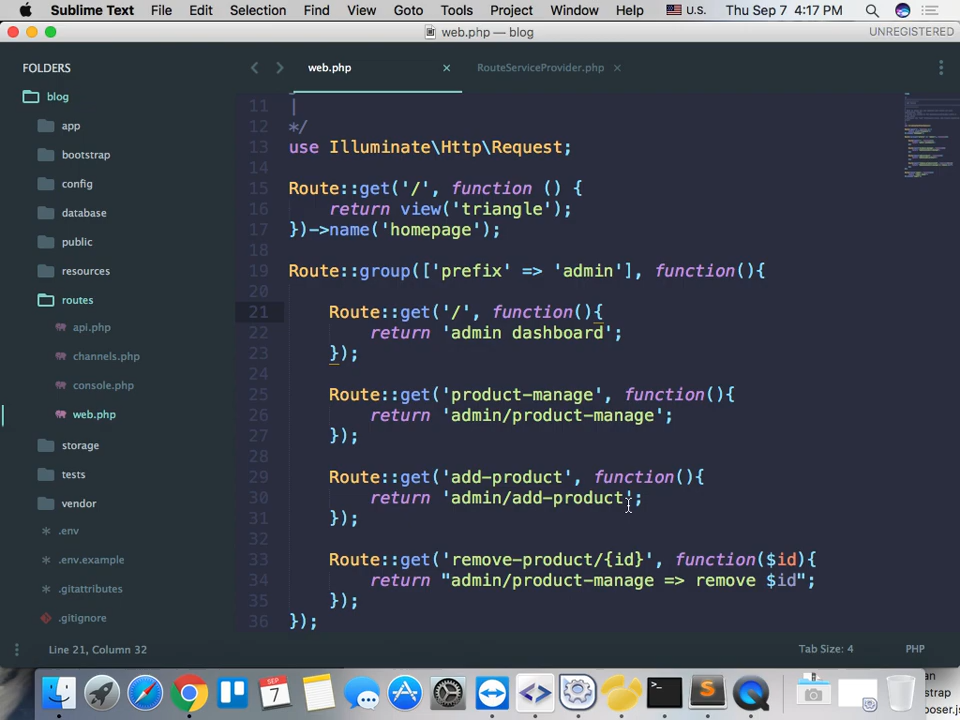 Sublime Text File Edit Selection Find View Goto Tools Project Window Help U.S. Thu Sep 7 4:17 PM
web.php — blog UNREGISTERED
FOLDERS
blog
app
bootstrap
config
database
public
resources
routes
api.php
channels.php
console.php
web.php
storage
tests
vendor
.env
.env.example
.gitattributes
.gitignore
web.php × RouteServiceProvider.php ×
11 |
12 */
13 use Illuminate\Http\Request;
14
15 Route::get('/', function () {
16 return view('triangle');
17 })->name('homepage');
18
19 Route::group(['prefix' => 'admin'], function(){
20
21 Route::get('/', function(){
22 return 'admin dashboard';
23 });
24
25 Route::get('product-manage', function(){
26 return 'admin/product-manage';
27 });
28
29 Route::get('add-product', function(){
30 return 'admin/add-product';
31 });
32
33 Route::get('remove-product/{id}', function($id){
34 return "admin/product-manage => remove $id";
35 });
36 });
Line 21, Column 32 Tab Size: 4 PHP
SEP
7
an
strap
poser.js